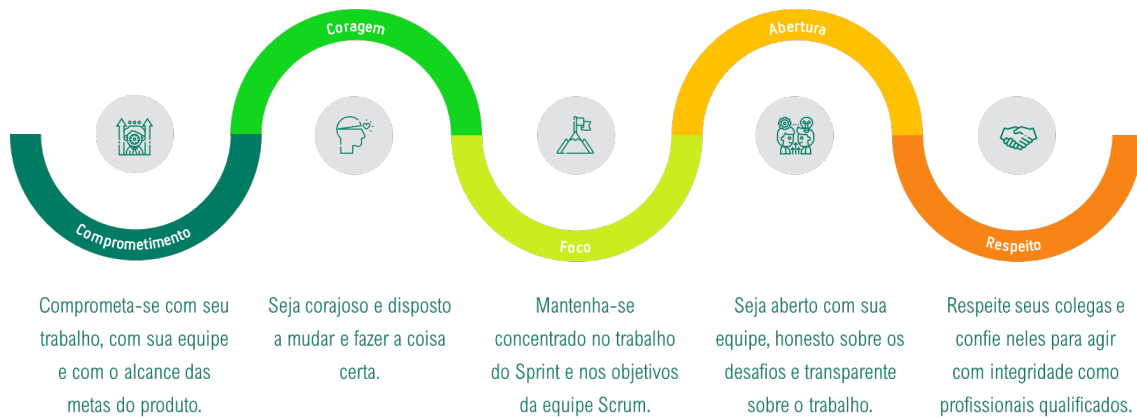 Comprometimento
Coragem
Foco
Abertura
Respeito
Comprometa-se com seu
trabalho, com sua equipe
e com o alcance das
metas do produto.
Seja corajoso e disposto
a mudar e fazer a coisa
certa.
Mantenha-se
concentrado no trabalho
do Sprint e nos objetivos
da equipe Scrum.
Seja aberto com sua
equipe, honesto sobre os
desafios e transparente
sobre o trabalho.
Respeite seus colegas e
confie neles para agir
com integridade como
profissionais qualificados.